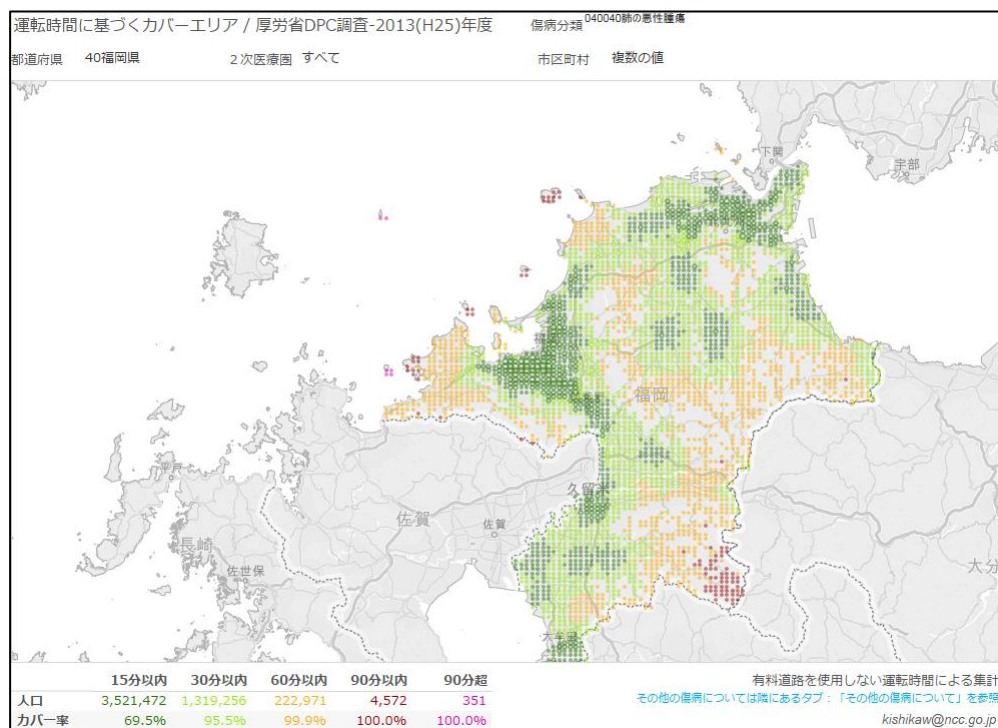 運転時間に基づくカバーエリア / 厚労省DPC調査-2013(H25)年度
傷病分類 040040肺の悪性腫瘍
都道府県 40福岡県 2次医療圏 すべて 市区町村 複数の値
下関
宇部
福岡
久留米
平戸
佐賀
佐賀
長崎
佐世保
大分
大牟田
15分以内 30分以内 60分以内 90分以内 90分超
人口 3,521,472 1,319,256 222,971 4,572 351
カバー率 69.5% 95.5% 99.9% 100.0% 100.0%
有料道路を使用しない運転時間による集計
その他の傷病については隣にあるタブ：「その他の傷病について」を参照
kishikaw@ncc.go.jp